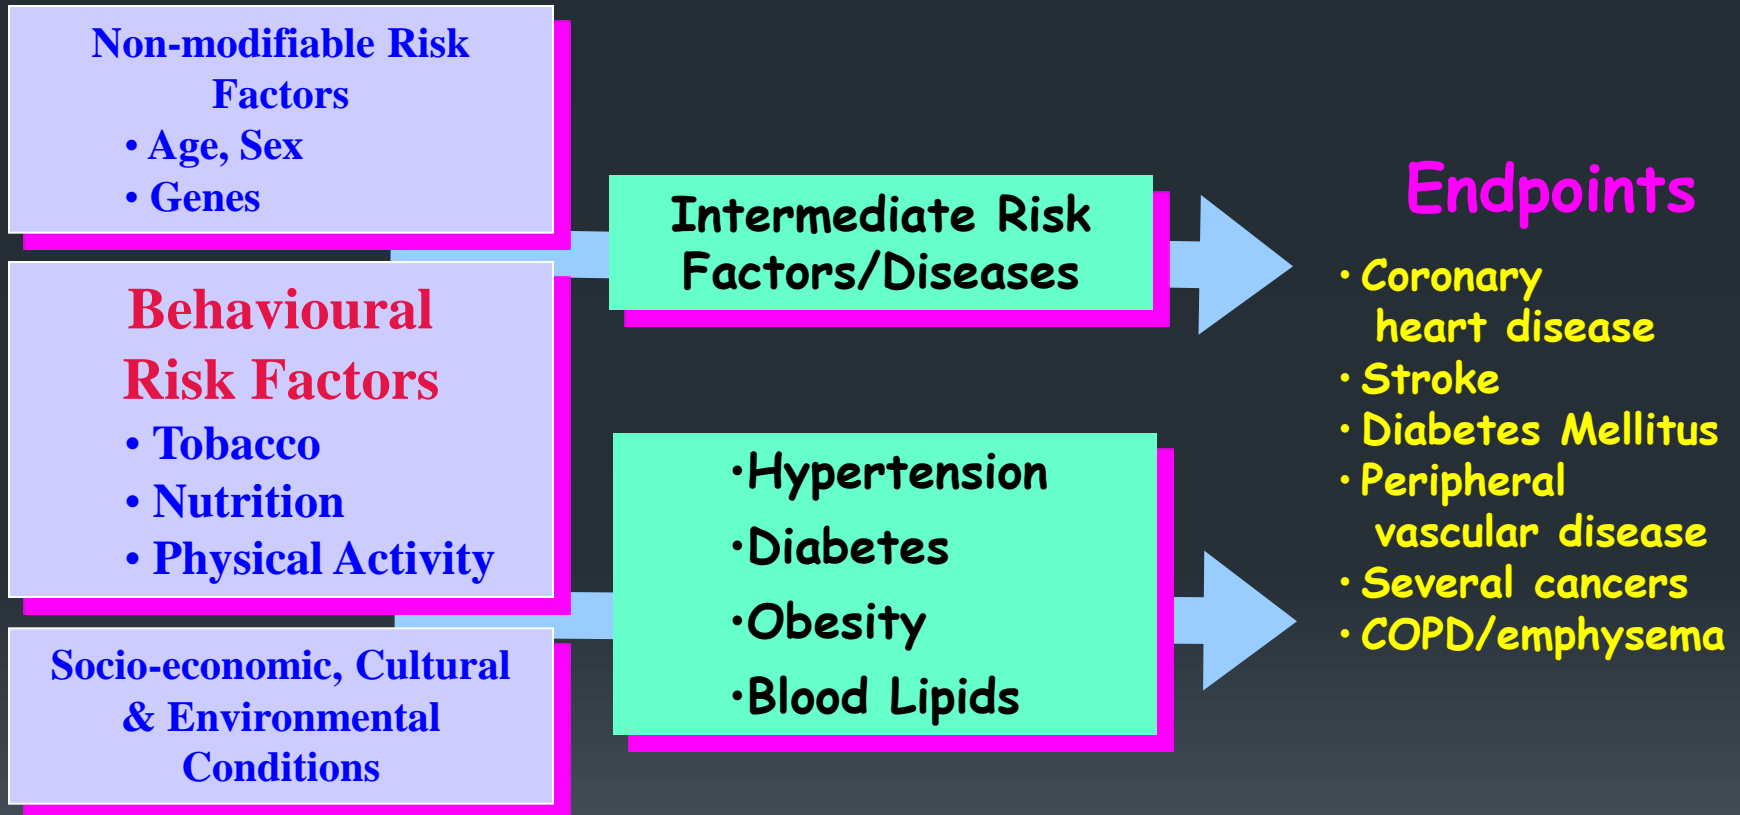 Non-modifiable Risk
Factors
• Age, Sex
• Genes
Behavioural
Risk Factors
• Tobacco
• Nutrition
• Physical Activity
Socio-economic, Cultural
& Environmental
Conditions
Intermediate Risk
Factors/Diseases
•Hypertension
•Diabetes
•Obesity
•Blood Lipids
Endpoints
• Coronary
heart disease
• Stroke
• Diabetes Mellitus
• Peripheral
vascular disease
• Several cancers
• COPD/emphysema